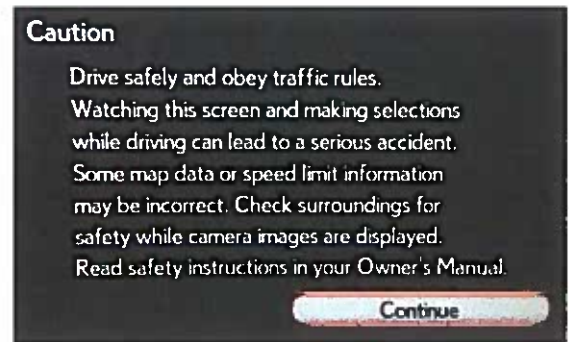 Caution
Drive safely and obey traffic rules.
Watching this screen and making selections
while driving can lead to a serious accident.
Some map data or speed limit information
may be incorrect. Check surroundings for
safety while camera images are displayed.
Read safety instructions in your Owner's Manual.
Continue